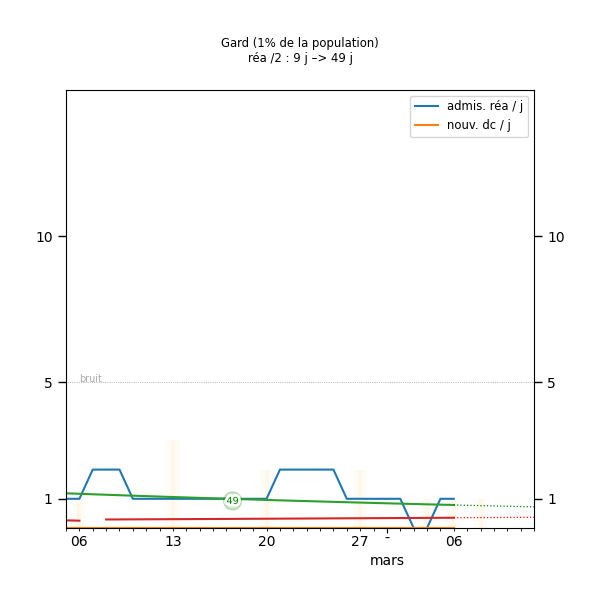 Gard (1% de la population)
réa /2 : 9 j –> 49 j
admis. réa / j
nouv. dc / j
10 10
bruit
5 5
49
1 1
06 13 20 27 - 06
mars